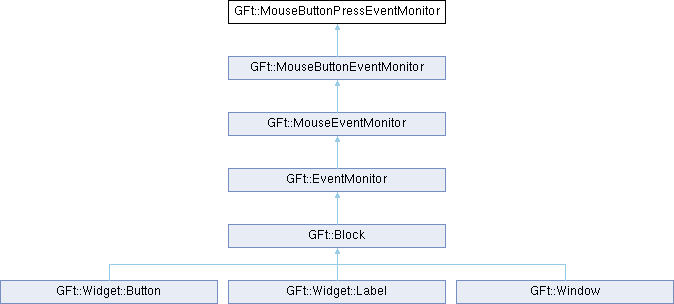 GFt::MouseButtonPressEventMonitor
GFt::MouseButtonEventMonitor
GFt::MouseEventMonitor
GFt::EventMonitor
GFt::Block
GFt::Widget::Button
GFt::Widget::Label
GFt::Window